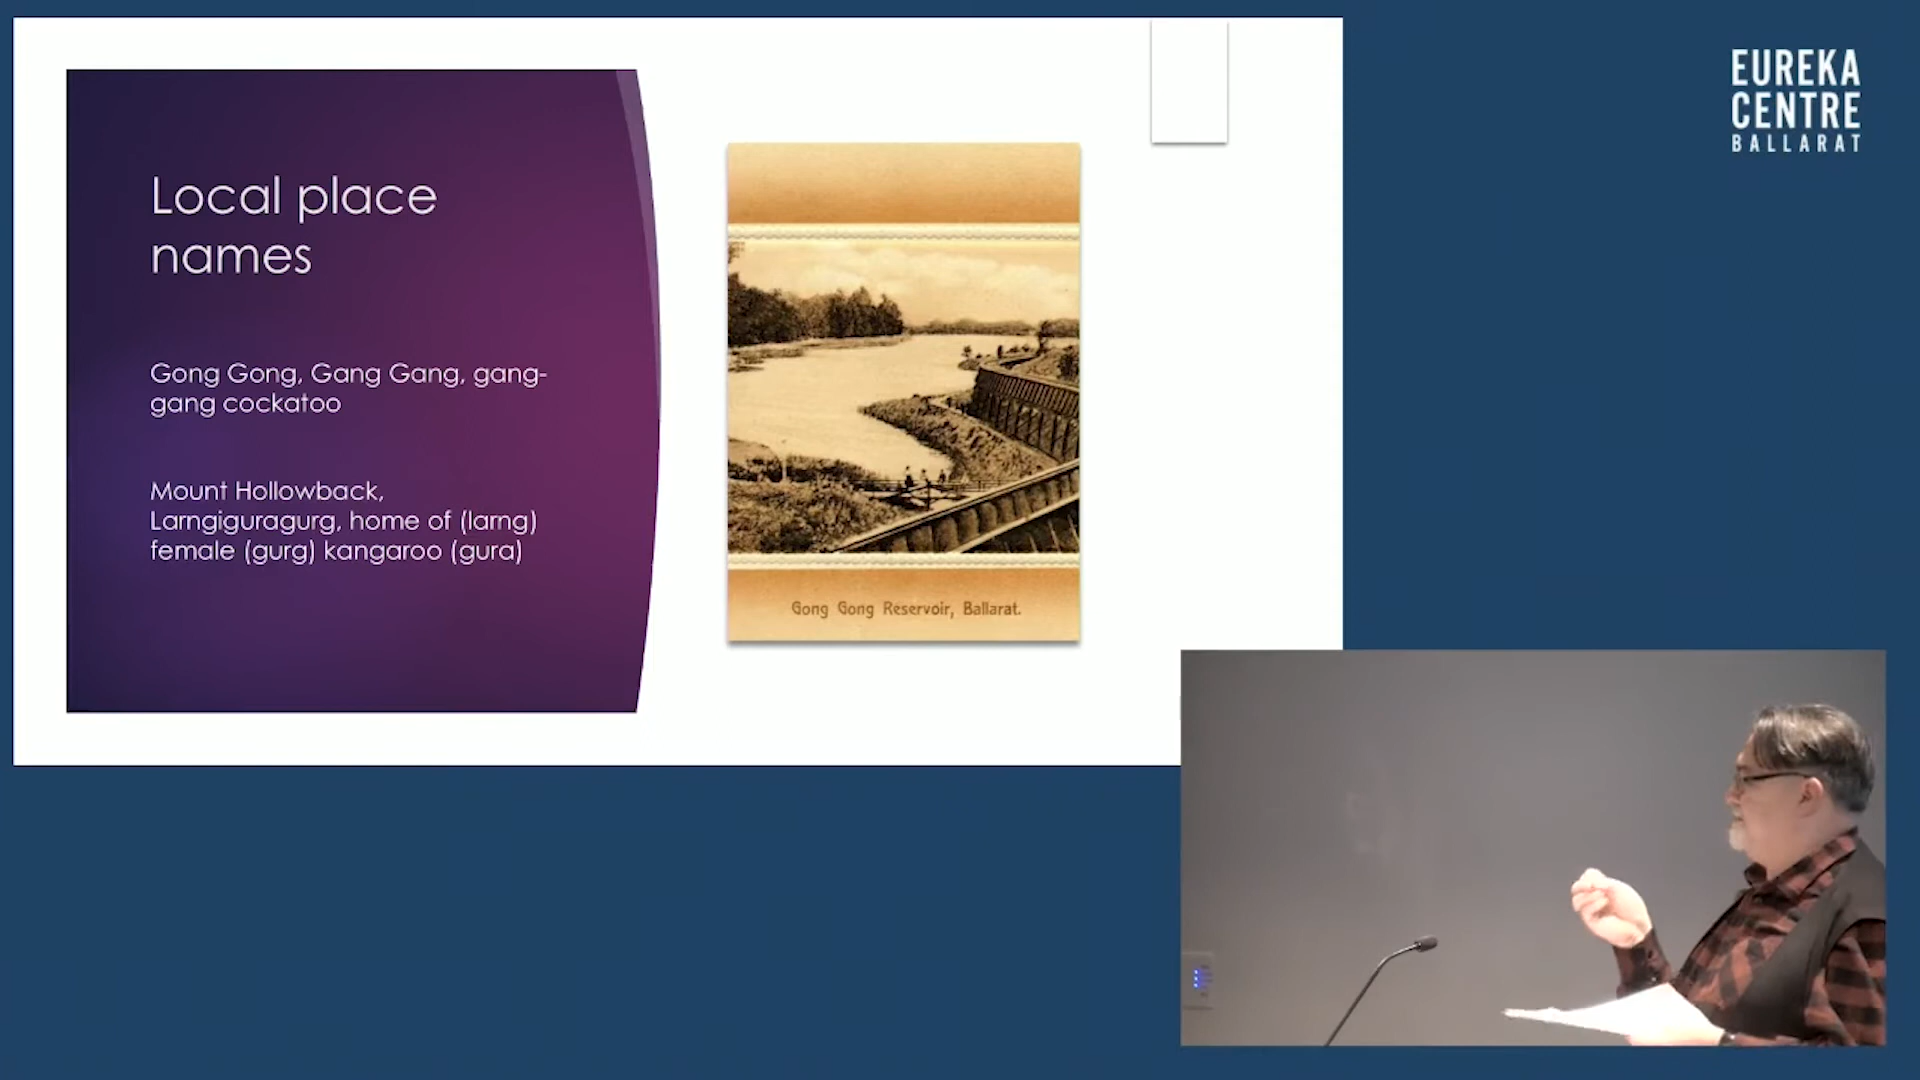 Local place
names
Gong Gong, Gang Gang, gang-
gang cockatoo
Mount Hollowback,
Larngiguragurg, home of (larng)
female (gurg) kangaroo (gura)
Gong Gong Reservoir, Ballarat.
EUREKA
CENTRE
BALLARAT